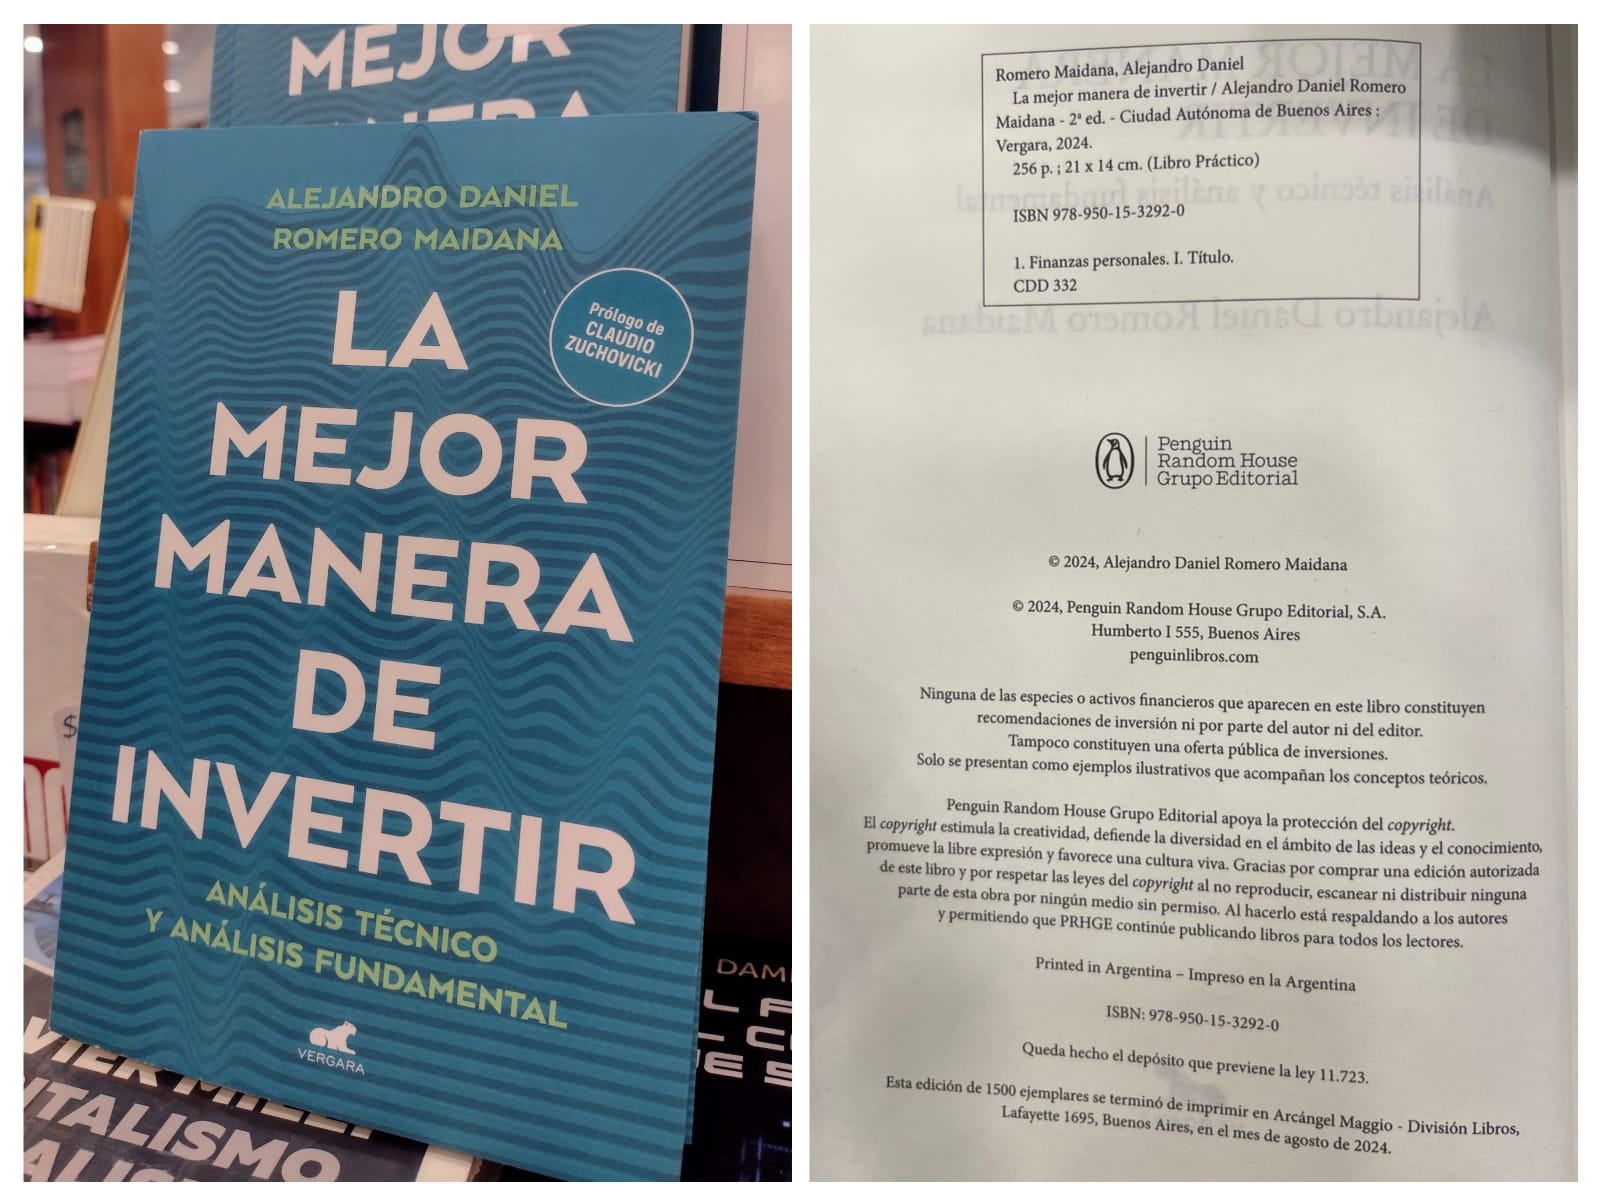 MEJOR
MANERA
ALEJANDRO DANIEL
ROMERO MAIDANA
Prólogo de
CLAUDIO
ZUCHOVICKI
LA
MEJOR
MANERA
DE
INVERTIR
ANÁLISIS TÉCNICO
Y ANÁLISIS FUNDAMENTAL
VERGARA
$
DAM
Romero Maidana, Alejandro Daniel
La mejor manera de invertir / Alejandro Daniel Romero
Maidana - 2ª ed. - Ciudad Autónoma de Buenos Aires :
Vergara, 2024.
256 p. ; 21 x 14 cm. (Libro Práctico)
ISBN 978-950-15-3292-0
1. Finanzas personales. I. Título.
CDD 332
Penguin
Random House
Grupo Editorial
© 2024, Alejandro Daniel Romero Maidana
© 2024, Penguin Random House Grupo Editorial, S.A.
Humberto I 555, Buenos Aires
penguinlibros.com
Ninguna de las especies o activos financieros que aparecen en este libro constituyen
recomendaciones de inversión ni por parte del autor ni del editor.
Tampoco constituyen una oferta pública de inversiones.
Solo se presentan como ejemplos ilustrativos que acompañan los conceptos teóricos.
Penguin Random House Grupo Editorial apoya la protección del copyright.
El copyright estimula la creatividad, defiende la diversidad en el ámbito de las ideas y el conocimiento,
promueve la libre expresión y favorece una cultura viva. Gracias por comprar una edición autorizada
de este libro y por respetar las leyes del copyright al no reproducir, escanear ni distribuir ninguna
parte de esta obra por ningún medio sin permiso. Al hacerlo está respaldando a los autores
y permitiendo que PRHGE continúe publicando libros para todos los lectores.
Printed in Argentina – Impreso en la Argentina
ISBN: 978-950-15-3292-0
Queda hecho el depósito que previene la ley 11.723.
Esta edición de 1500 ejemplares se terminó de imprimir en Arcángel Maggio - División Libros,
Lafayette 1695, Buenos Aires, en el mes de agosto de 2024.